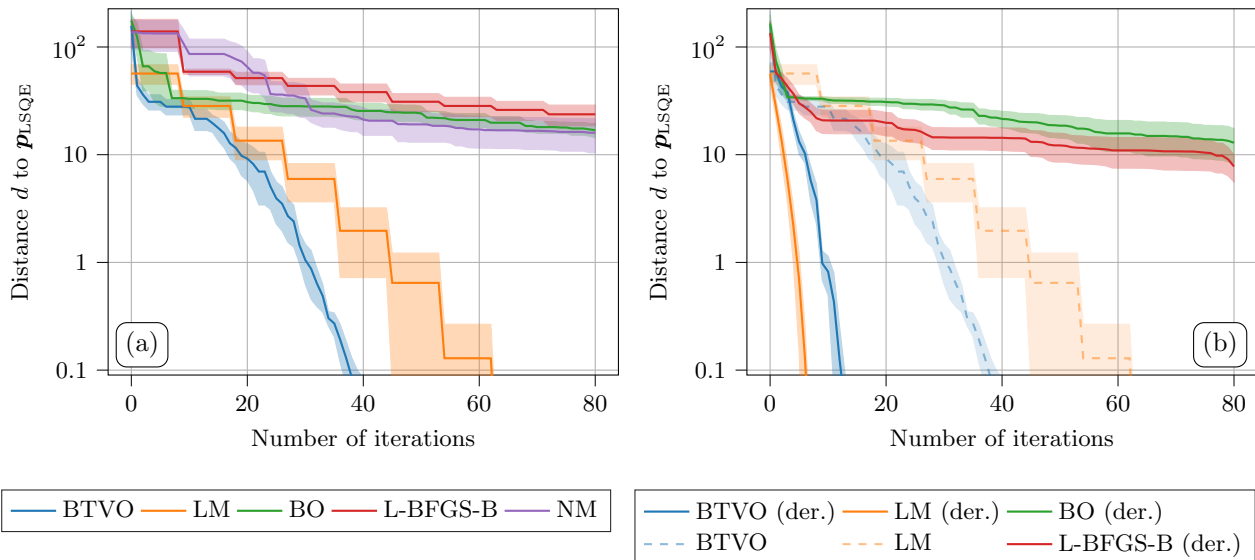 10²
10
1
0.1
Distance d to p_LSQE
(a)
0 20 40 60 80
Number of iterations
BTVO LM BO L-BFGS-B NM
10²
10
1
0.1
Distance d to p_LSQE
(b)
0 20 40 60 80
Number of iterations
BTVO (der.) LM (der.) BO (der.)
BTVO LM L-BFGS-B (der.)